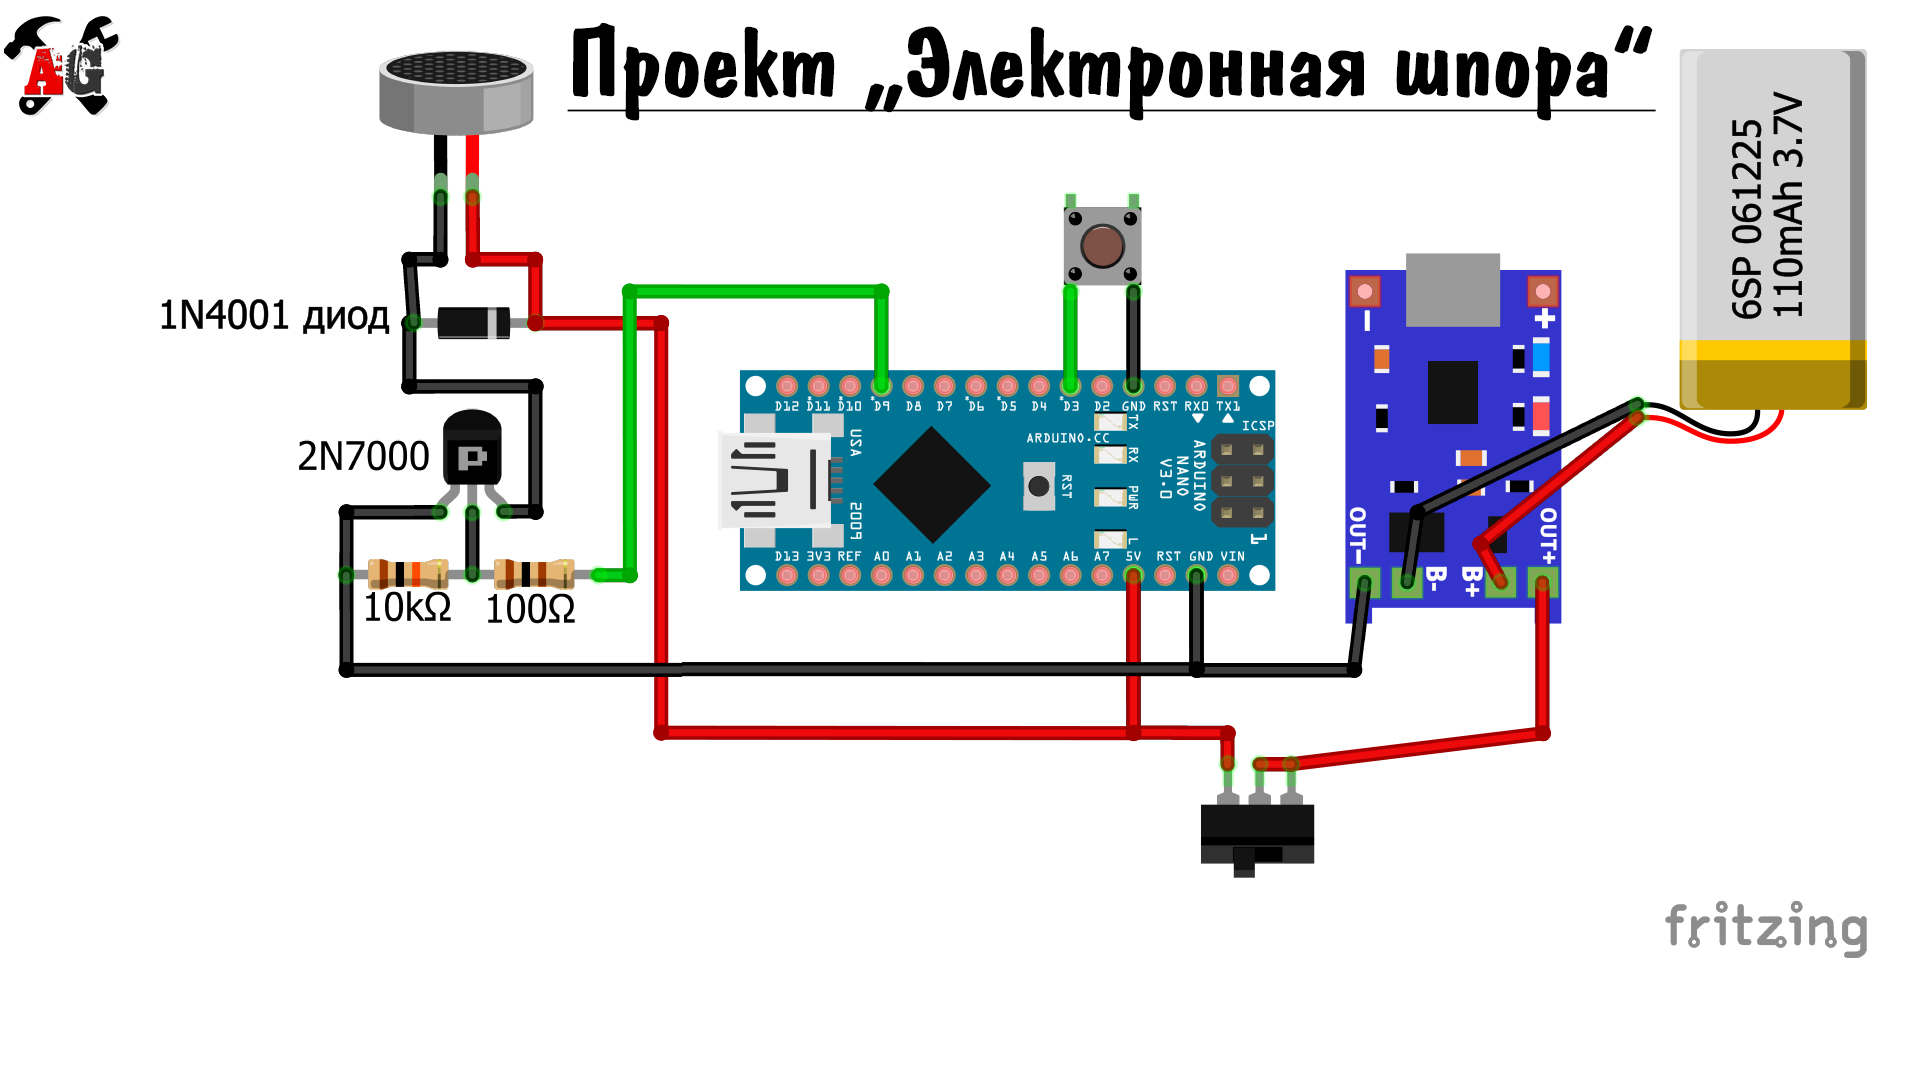 AG
Проект „Электронная шпора“
6SP 061225
110mAh 3.7V
1N4001 диод
2N7000
P
10kΩ
100Ω
D12 D11 D10 D9 D8 D7 D6 D5 D4 D3 D2 GND RST RX0 TX1
ICSP
ARDUINO.CC
TX
RX
PWR
L
RST
ARDUINO
NANO
V3.0
USA
2009
1
D13 3V3 REF A0 A1 A2 A3 A4 A5 A6 A7 5V RST GND VIN
- +
OUT- B- B+ OUT+
fritzing